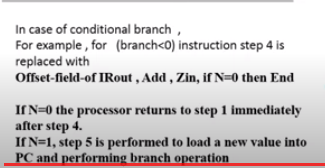 In case of conditional branch ,
For example , for (branch<0) instruction step 4 is
replaced with
Offset-field-of IRout , Add , Zin, if N=0 then End
If N=0 the processor returns to step 1 immediately
after step 4.
If N=1, step 5 is performed to load a new value into
PC and performing branch operation